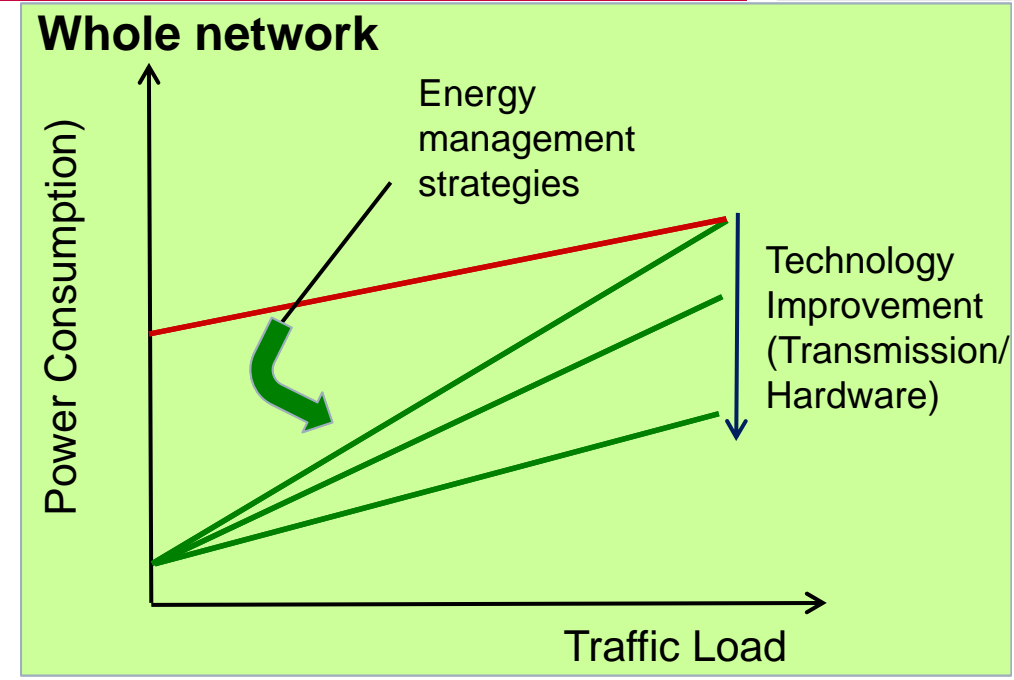 Whole network
Energy
management
strategies
Power Consumption)
Technology
Improvement
(Transmission/
Hardware)
Traffic Load